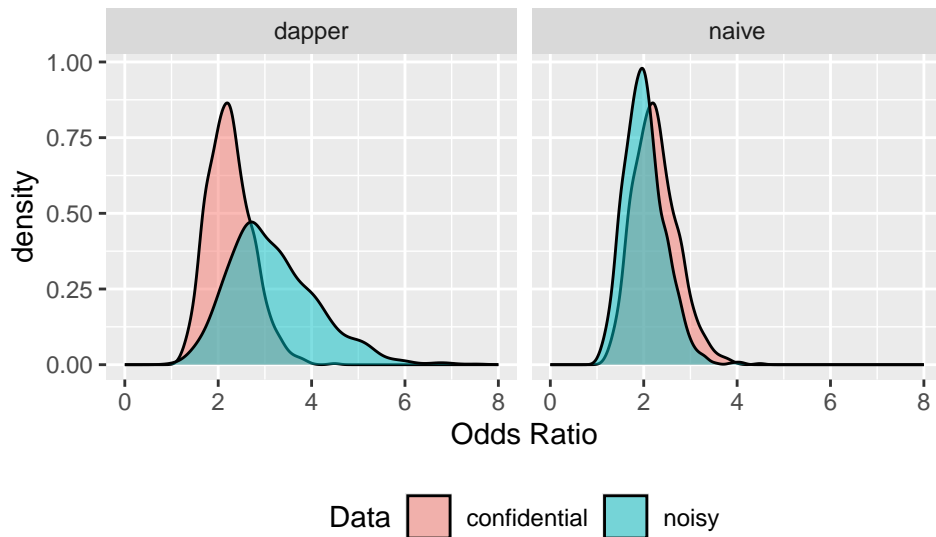 dapper naive
1.00
0.75
0.50
0.25
0.00
density
0 2 4 6 8 0 2 4 6 8
Odds Ratio
Data confidential noisy